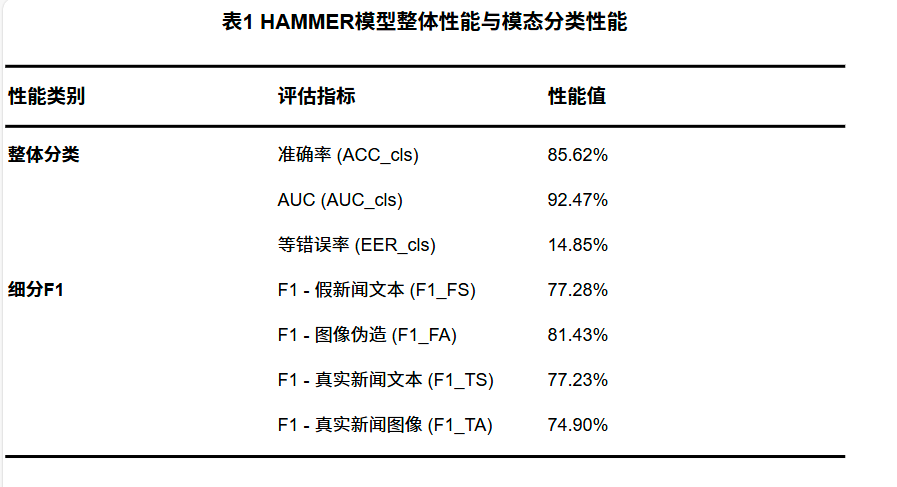 表1 HAMMER模型整体性能与模态分类性能
性能类别 评估指标 性能值
整体分类 准确率 (ACC_cls) 85.62%
AUC (AUC_cls) 92.47%
等错误率 (EER_cls) 14.85%
细分F1 F1 - 假新闻文本 (F1_FS) 77.28%
F1 - 图像伪造 (F1_FA) 81.43%
F1 - 真实新闻文本 (F1_TS) 77.23%
F1 - 真实新闻图像 (F1_TA) 74.90%